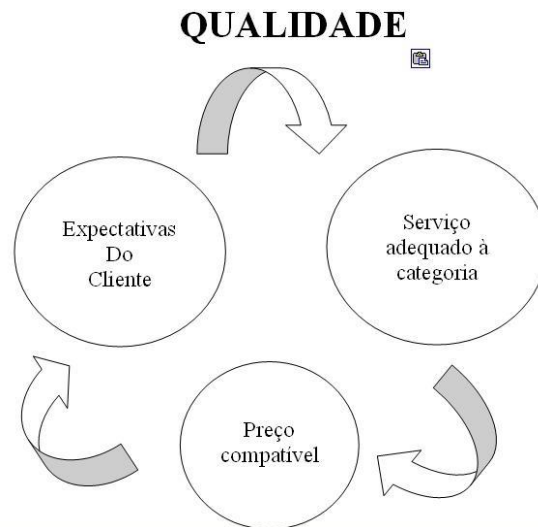 QUALIDADE
Expectativas
Do
Cliente
Serviço
adequado à
categoria
Preço
compatível